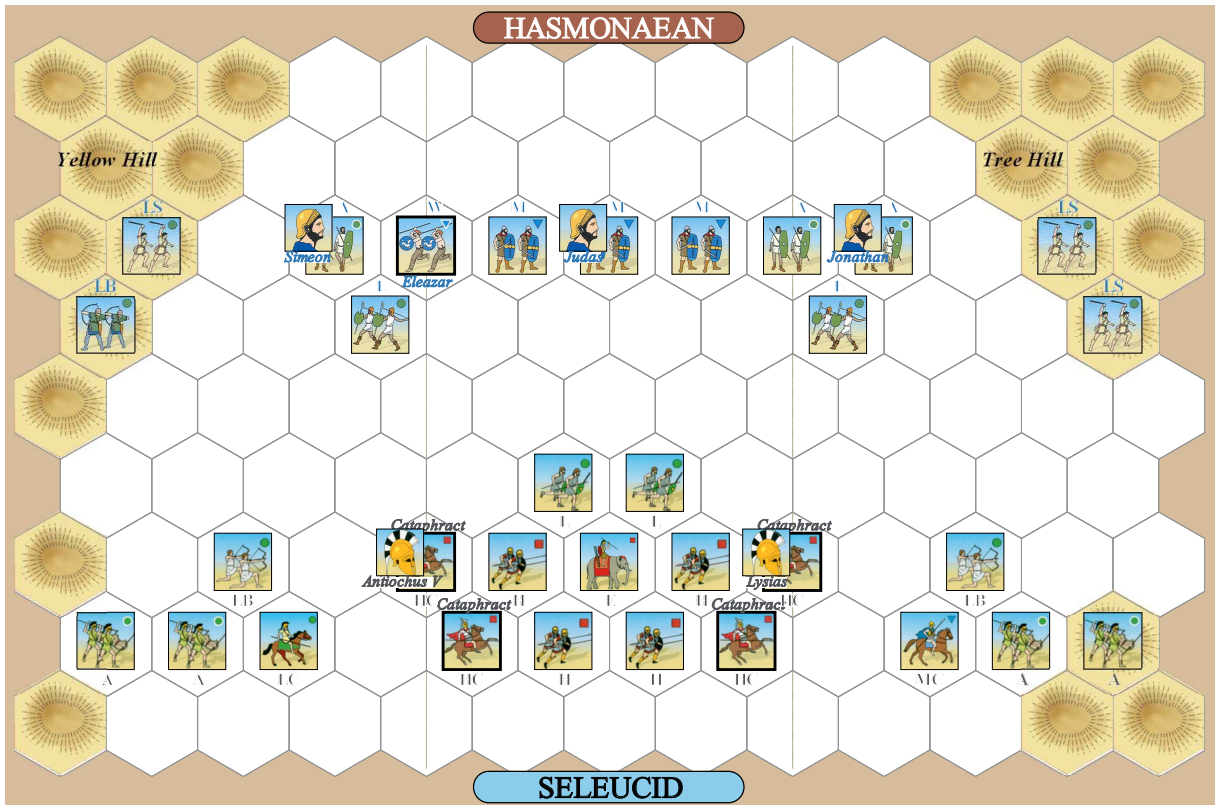 HASMONAEAN
Yellow Hill
Tree Hill
LS
A
W
M
M
M
A
A
LS
Simeon
Judas
Jonathan
Eleazar
LB
L
L
LS
L
L
Cataphract
Cataphract
Antiochus V
Lysias
LB
HC
H
E
H
HC
LB
Cataphract
Cataphract
A
A
LC
HC
H
H
HC
MC
A
A
SELEUCID